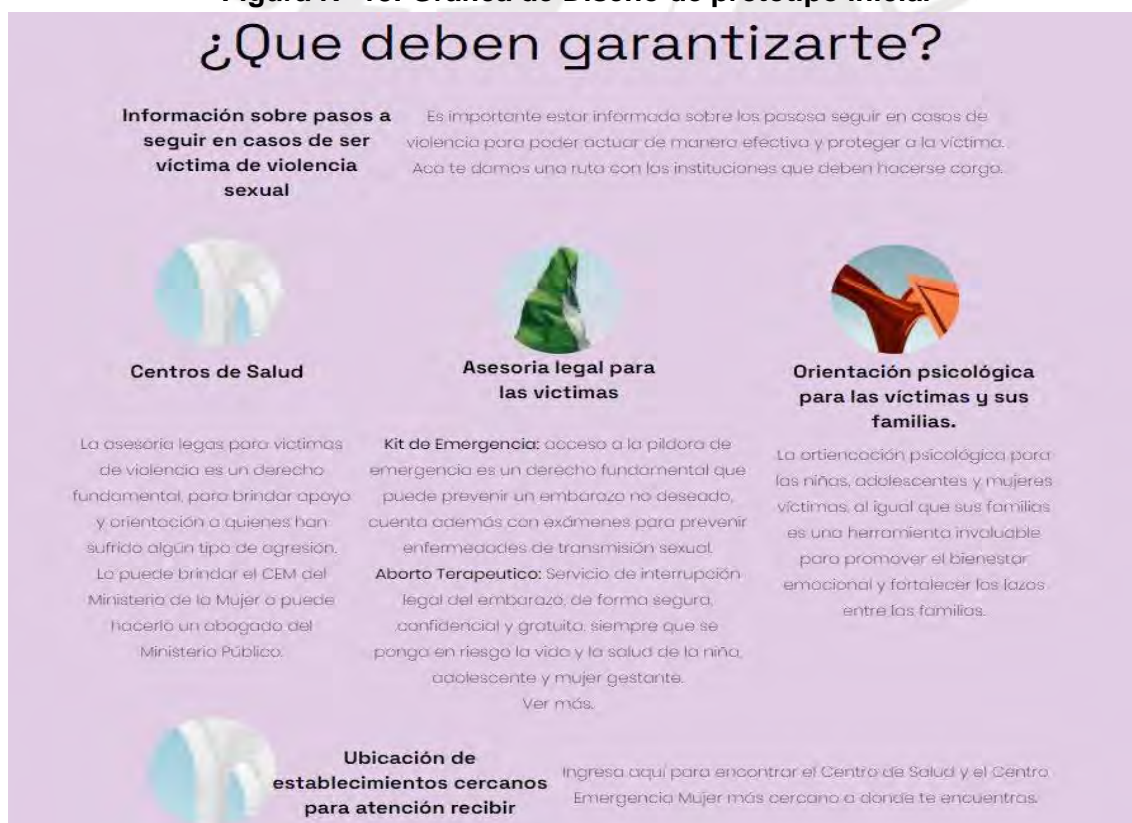 ¿Que deben garantizarte?
Información sobre pasos a
seguir en casos de ser
víctima de violencia
sexual
Es importante estar informado sobre los pasosa seguir en casos de
violencia para poder actuar de manera efectiva y proteger a la víctima.
Aca te damos una ruta con las instituciones que deben hacerse cargo.
Centros de Salud
La asesoría legas para victimas
de violencia es un derecho
fundamental, para brindar apoyo
y orientación a quienes han
sufrido algún tipo de agresión.
Lo puede brindar el CEM del
Ministerio de la Mujer o puede
hacerlo un abogado del
Ministerio Público.
Asesoria legal para
las victimas
Kit de Emergencia: acceso a la pildora de
emergencia es un derecho fundamental que
puede prevenir un embarazo no deseado,
cuenta además con exámenes para prevenir
enfermedades de transmisión sexual.
Aborto Terapeutico: Servicio de interrupción
legal del embarazo, de forma segura,
confidencial y gratuita, siempre que se
ponga en riesgo la vida y la salud de la niña,
adolescente y mujer gestante.
Ver más.
Orientación psicológica
para las víctimas y sus
familias.
La ortiencación psicológica para
las niñas, adolescentes y mujeres
víctimas, al igual que sus familias
es una herramienta invaluable
para promover el bienestar
emocional y fortalecer los lazos
entre las familias.
Ubicación de
establecimientos cercanos
para atención recibir
Ingresa aquí para encontrar el Centro de Salud y el Centro
Emergencia Mujer más cercano a donde te encuentras.